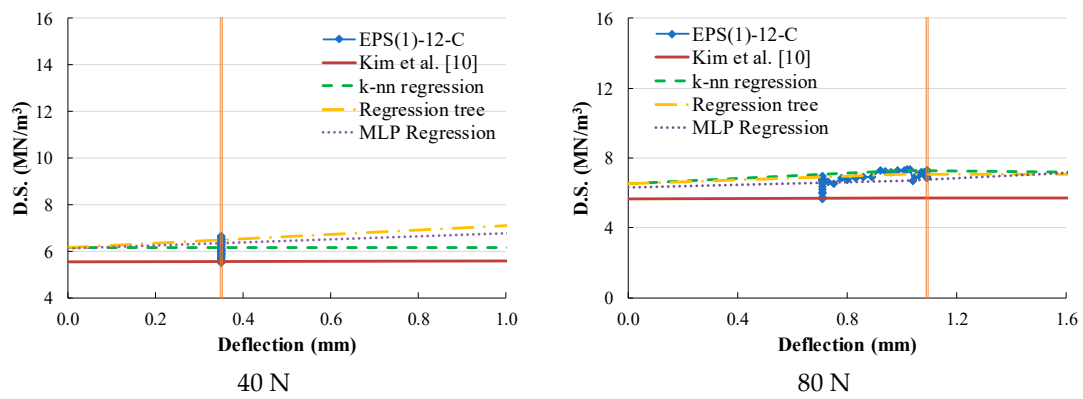 16
14
12
10
8
6
4
D.S. (MN/m³)
EPS(1)-12-C
Kim et al. [10]
k-nn regression
Regression tree
MLP Regression
0.0 0.2 0.4 0.6 0.8 1.0
Deflection (mm)
40 N
16
12
8
4
0
D.S. (MN/m³)
EPS(1)-12-C
Kim et al. [10]
k-nn regression
Regression tree
MLP Regression
0.0 0.4 0.8 1.2 1.6
Deflection (mm)
80 N